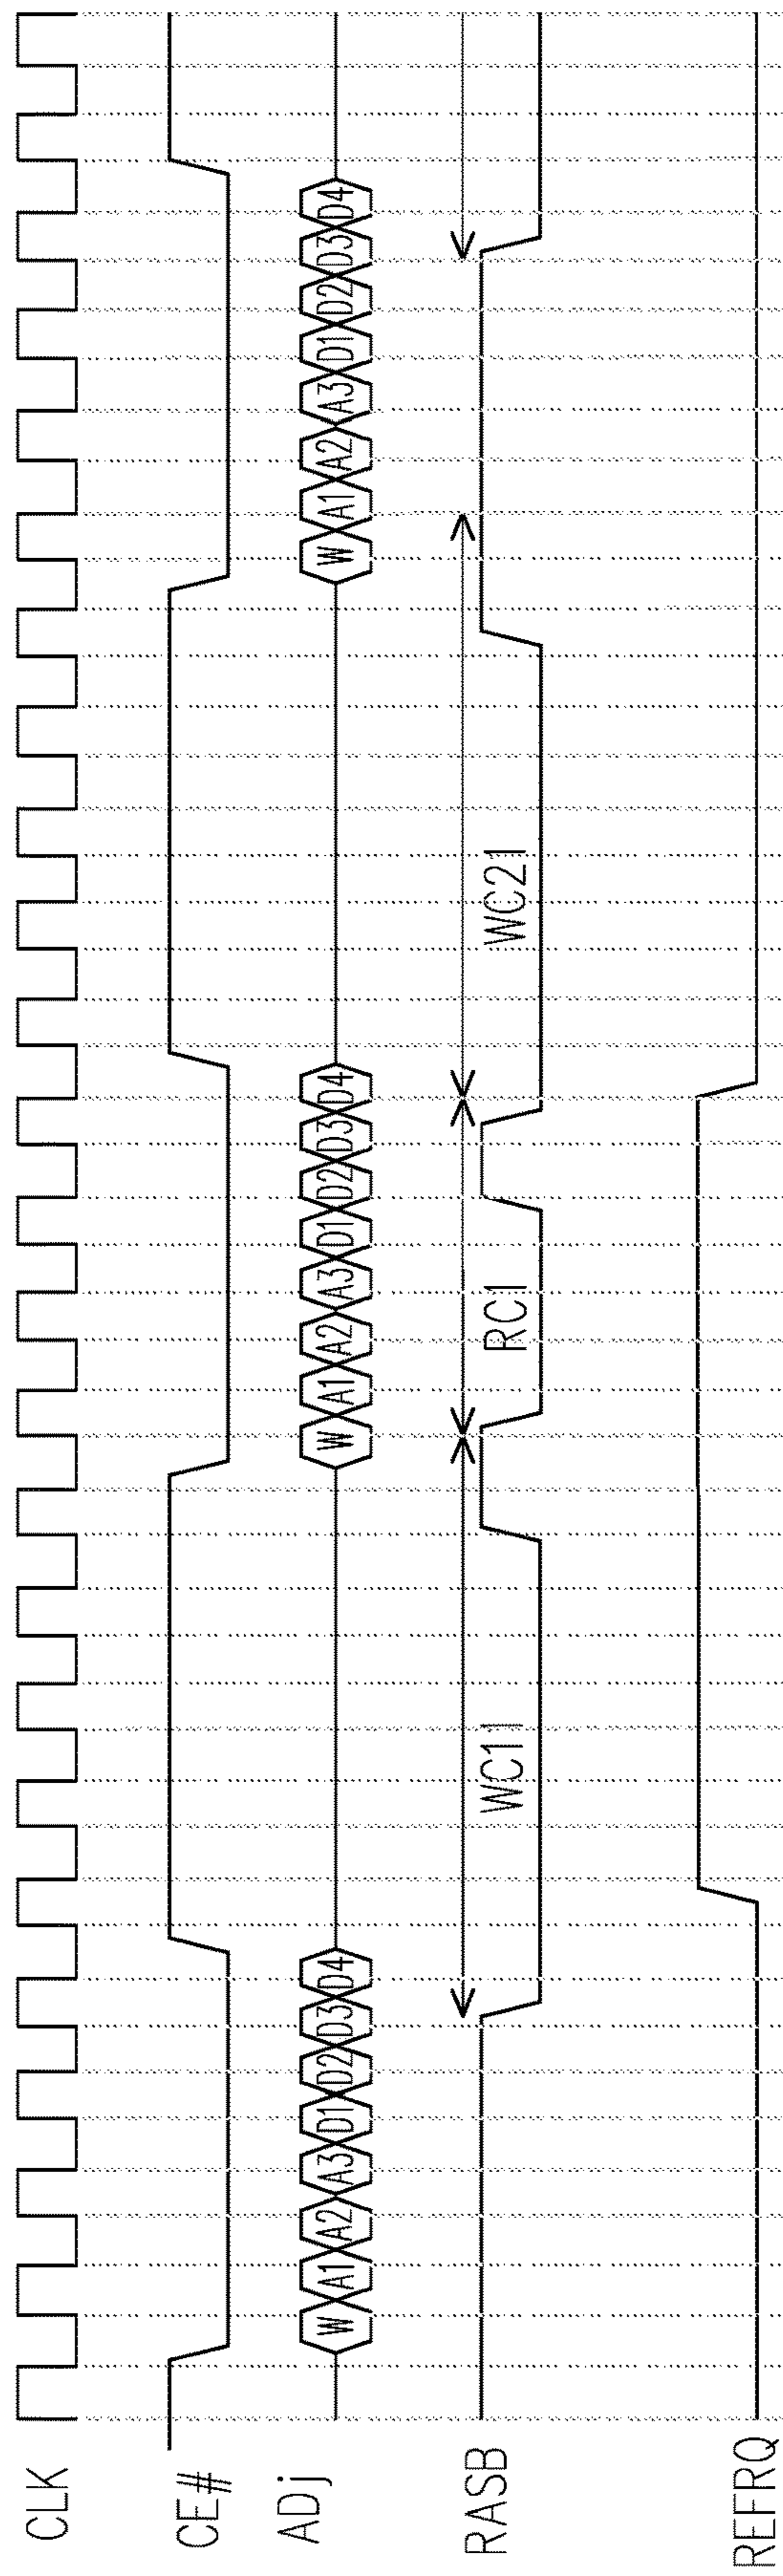 CLK
CE#
ADj W A1 A2 A3 D1 D2 D3 D4 W A1 A2 A3 D1 D2 D3 D4 W A1 A2 A3 D1 D2 D3 D4
RASB WC11 RC1 WC21
REFRQ